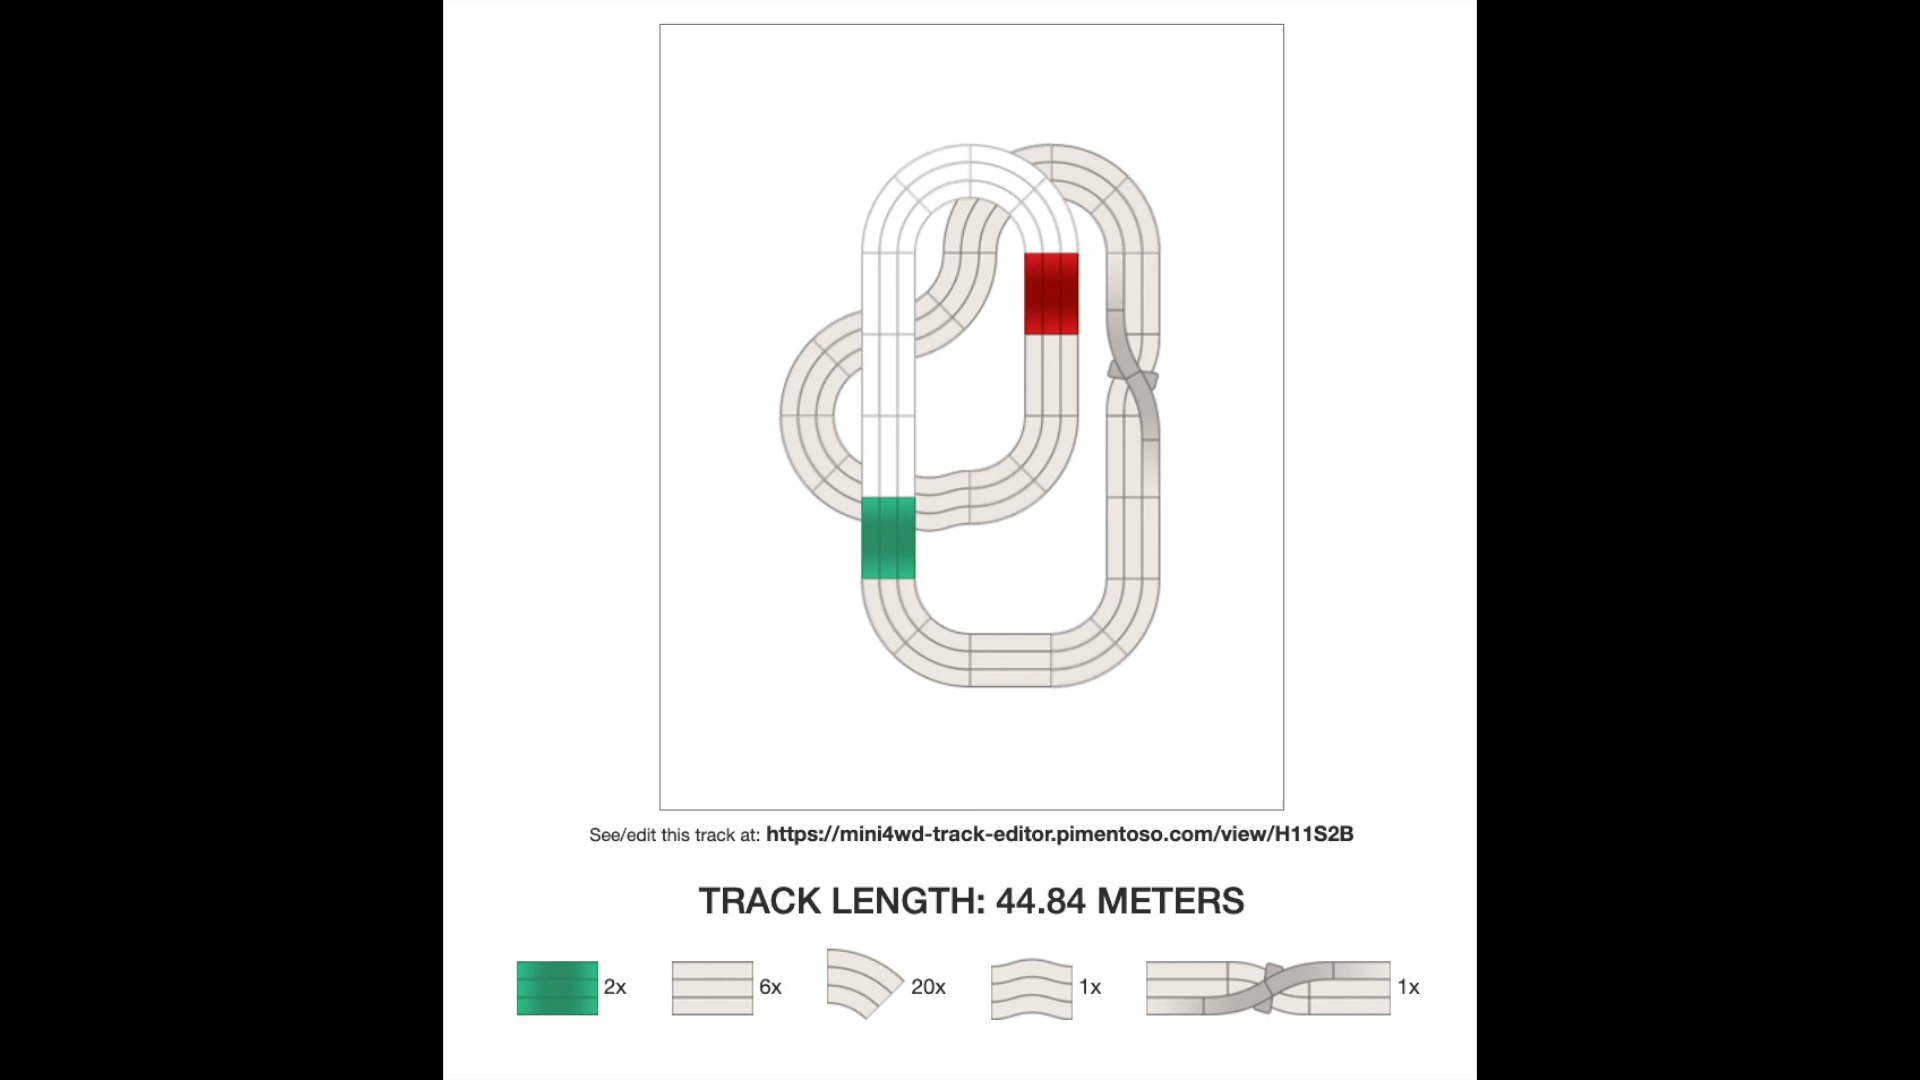 See/edit this track at: https://mini4wd-track-editor.pimentoso.com/view/H11S2B
TRACK LENGTH: 44.84 METERS
2x 6x 20x 1x 1x